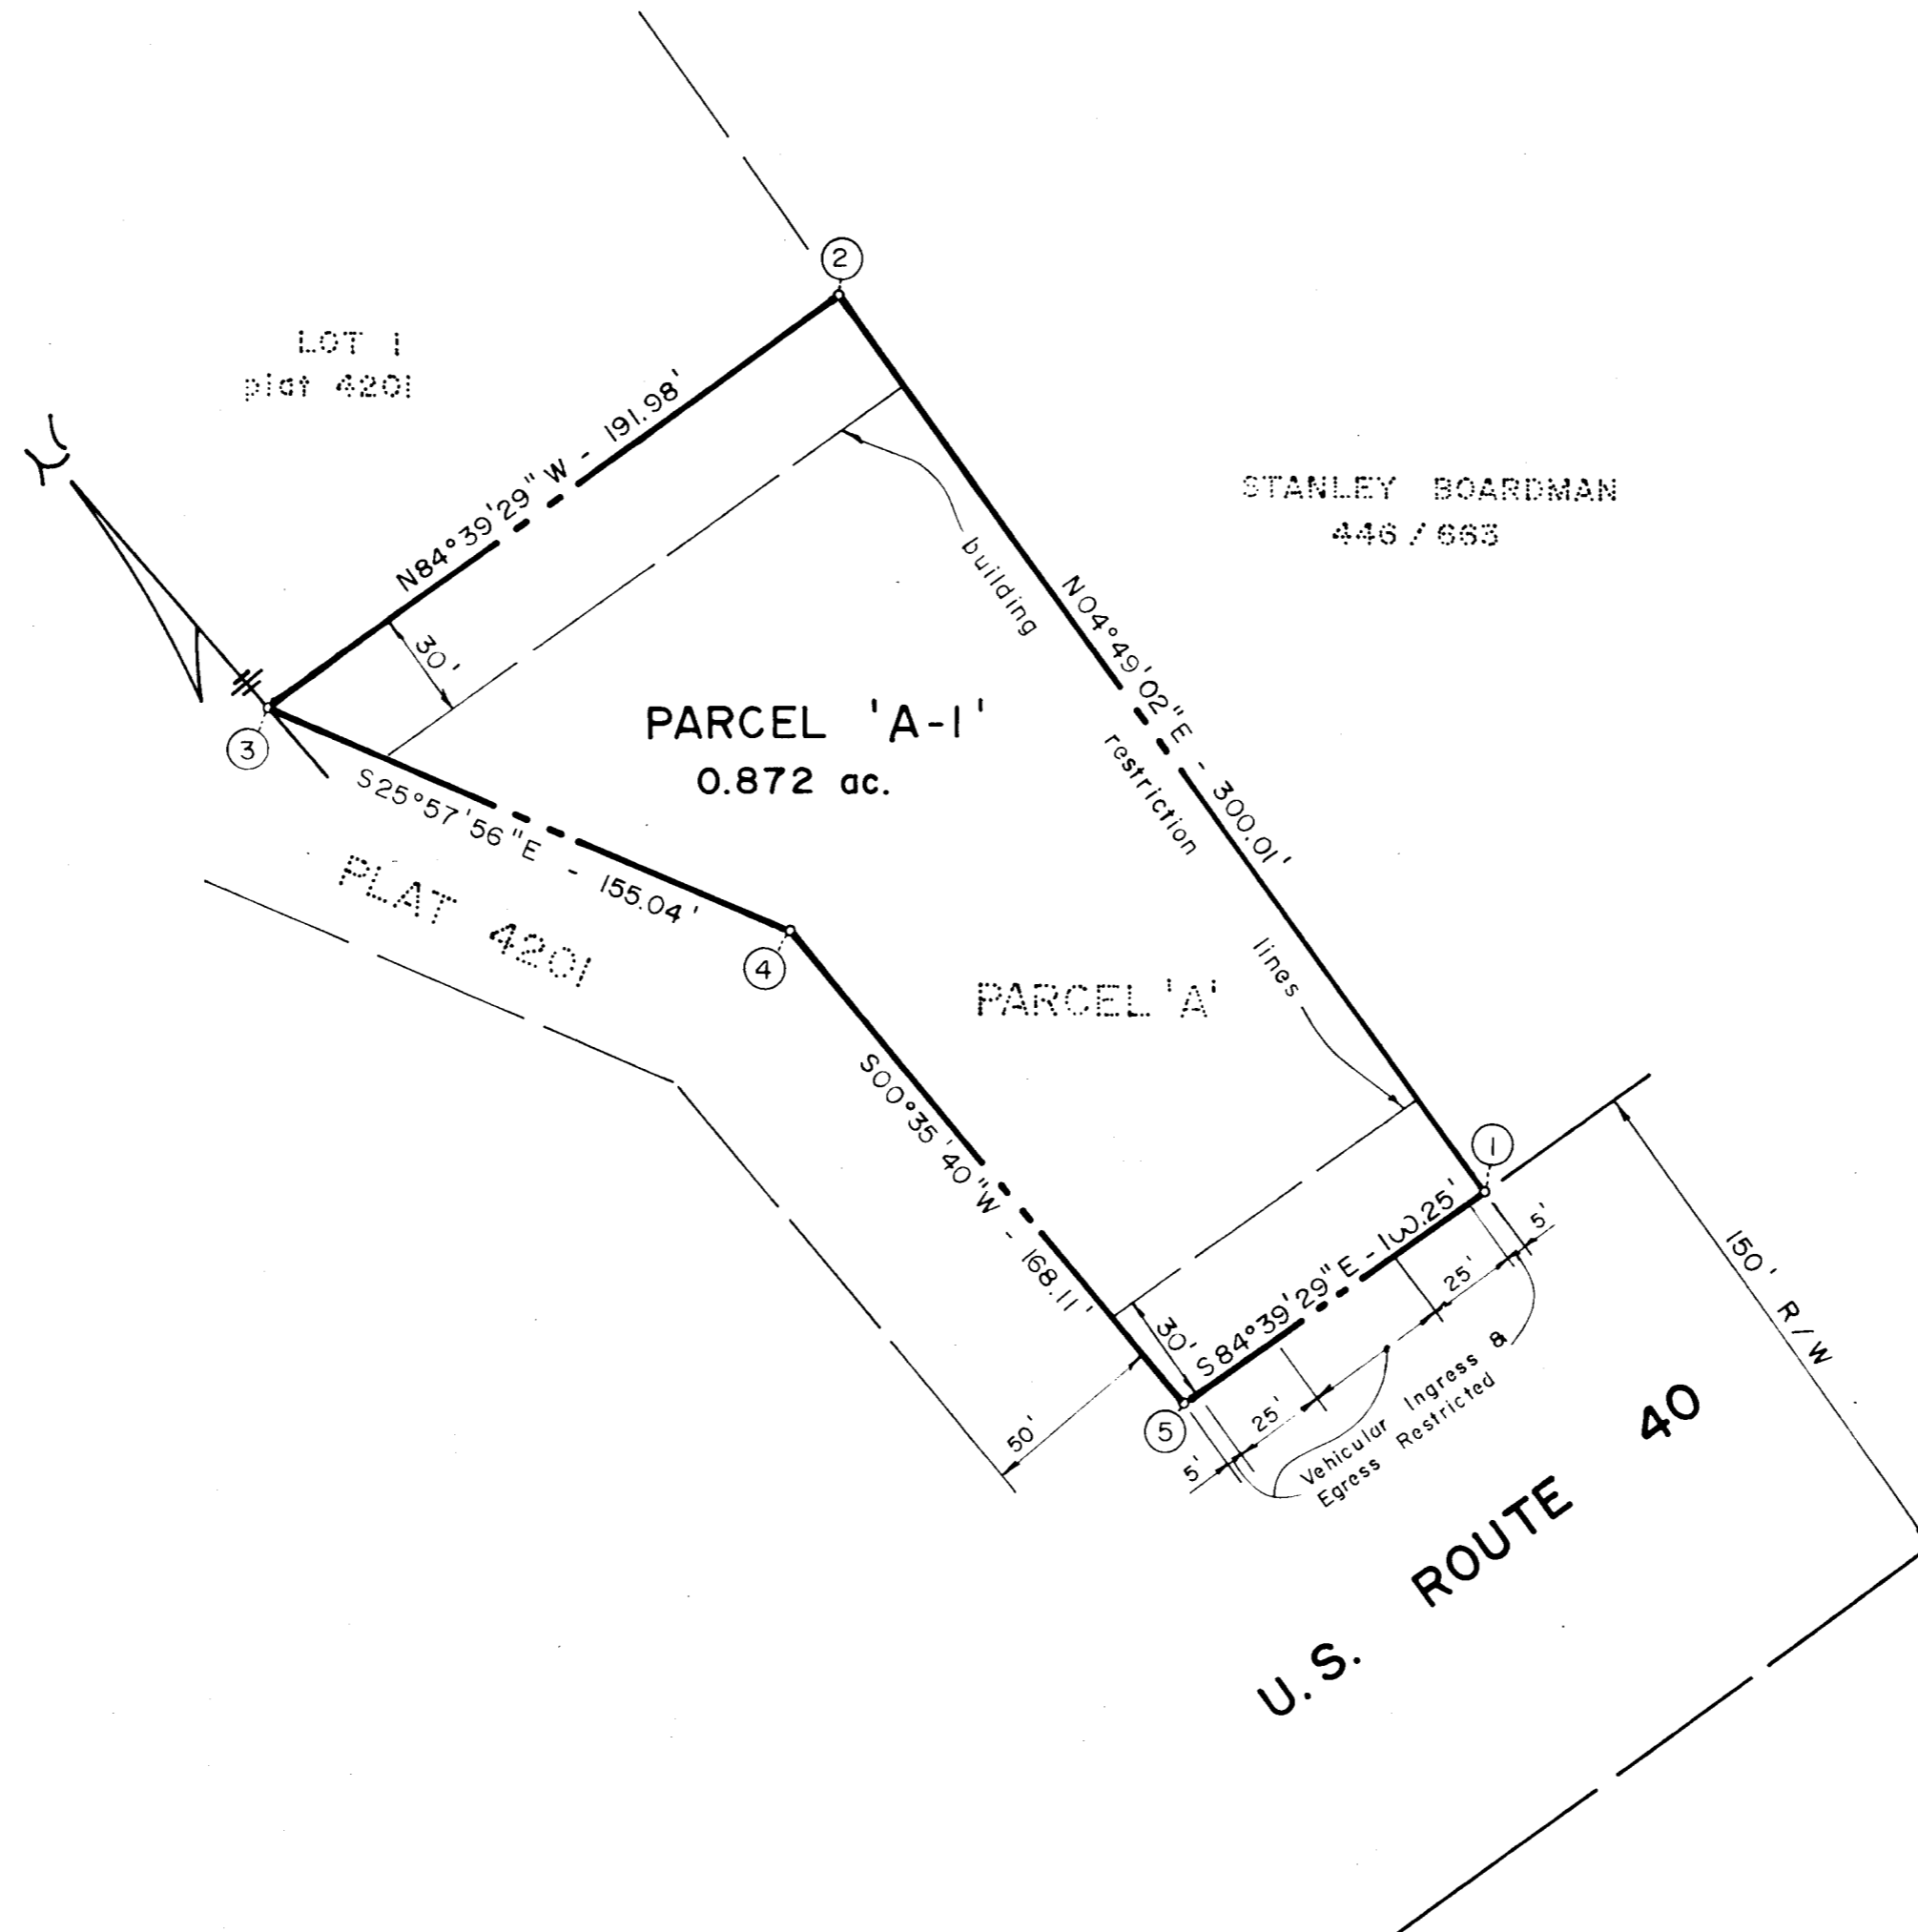 2
LOT 1
plat 4201
N
N84°39'29"W - 191.98'
STANLEY BOARDMAN
446/663
building
30'
N04°49'02"E - 300.01'
3
PARCEL 'A-1'
0.872 ac.
restriction
S25°57'56"E - 155.04'
PLAT 4201
4
lines
PARCEL 'A'
S00°35'40"W - 168.11'
1
S84°39'29"E - 100.25'
5'
25'
30'
150' R/W
50'
5
25'
5'
Vehicular Ingress &
Egress Restricted
U.S. ROUTE 40